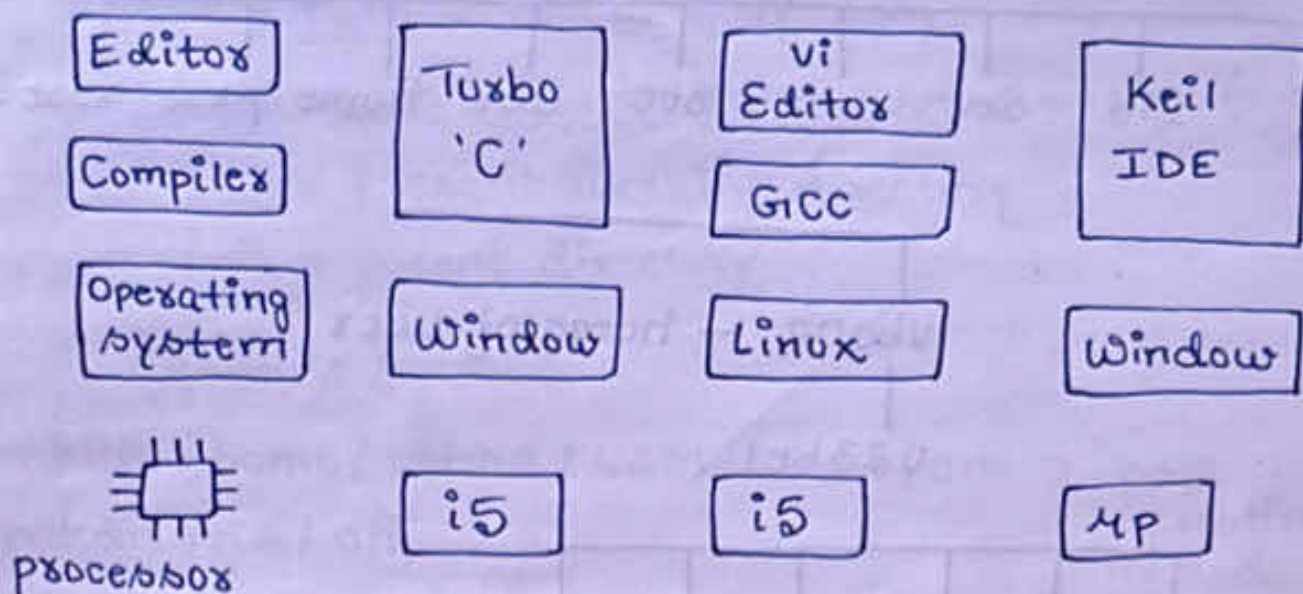 Editor
Compiler
Operating
system
processor
Turbo
'C'
Window
i5
Vi
Editor
GCC
Linux
i5
Keil
IDE
Window
μp